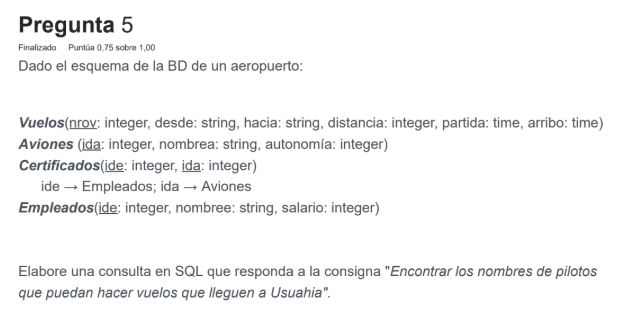 Pregunta 5
Finalizado Puntúa 0,75 sobre 1,00
Dado el esquema de la BD de un aeropuerto:
Vuelos(nrov: integer, desde: string, hacia: string, distancia: integer, partida: time, arribo: time)
Aviones (ida: integer, nombrea: string, autonomía: integer)
Certificados(ide: integer, ida: integer)
ide → Empleados; ida → Aviones
Empleados(ide: integer, nombree: string, salario: integer)
Elabore una consulta en SQL que responda a la consigna "Encontrar los nombres de pilotos
que puedan hacer vuelos que lleguen a Usuahia".